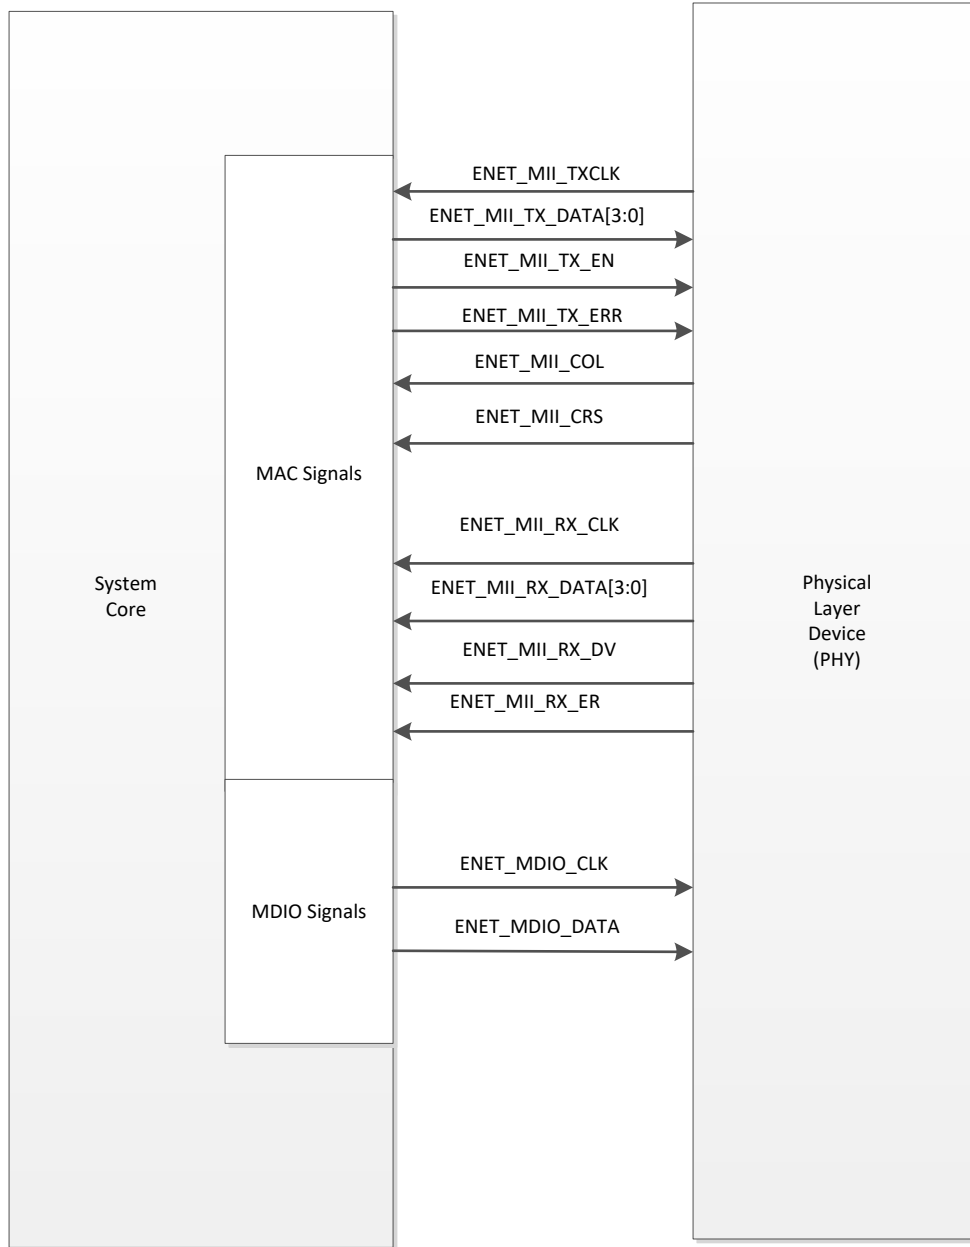 ENET_MII_TXCLK
ENET_MII_TX_DATA[3:0]
ENET_MII_TX_EN
ENET_MII_TX_ERR
ENET_MII_COL
ENET_MII_CRS
MAC Signals
ENET_MII_RX_CLK
System
Core
ENET_MII_RX_DATA[3:0]
Physical
Layer
Device
(PHY)
ENET_MII_RX_DV
ENET_MII_RX_ER
ENET_MDIO_CLK
MDIO Signals
ENET_MDIO_DATA